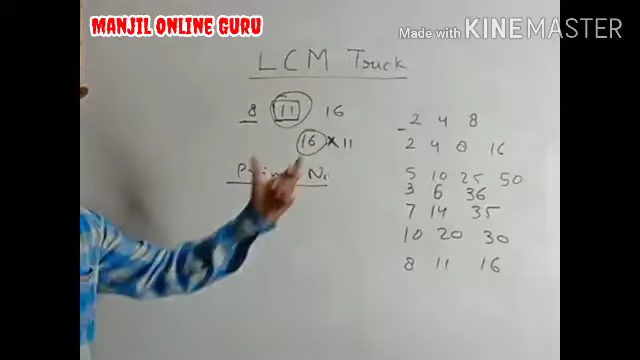 MANJIL ONLINE GURU
Made with KINEMASTER
LCM Truck
8 11 16
16 × 11
2 4 8
2 4 8 16
5 10 25 50
3 6 36
7 14 35
10 20 30
8 11 16